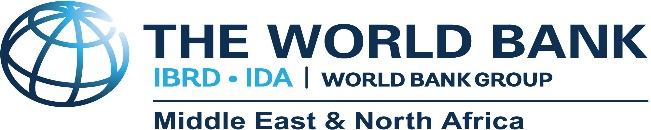 THE WORLD BANK
IBRD • IDA | WORLD BANK GROUP
Middle East & North Africa